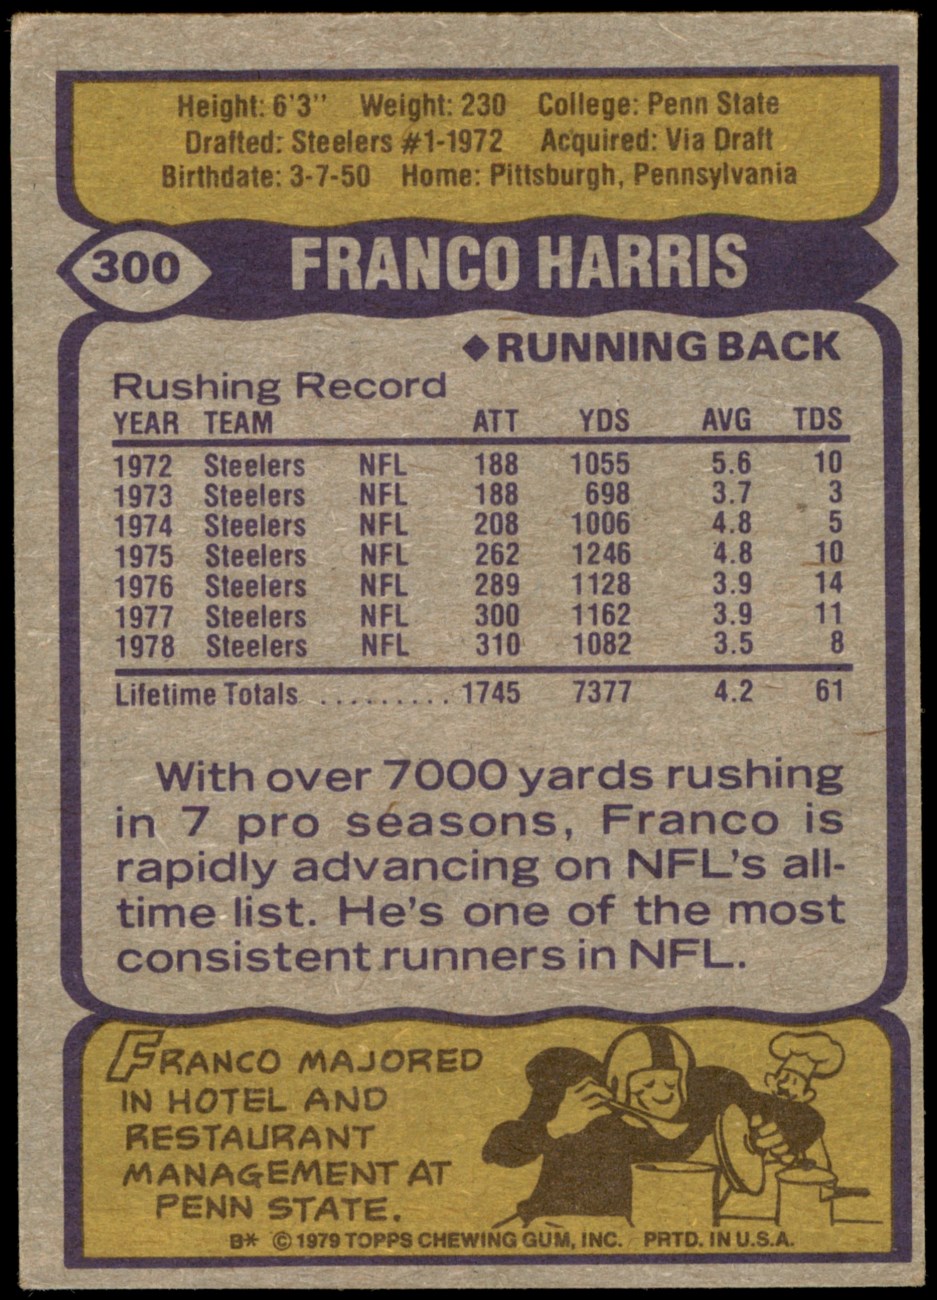 Height: 6'3" Weight: 230 College: Penn State
Drafted: Steelers #1-1972 Acquired: Via Draft
Birthdate: 3-7-50 Home: Pittsburgh, Pennsylvania
300 FRANCO HARRIS
◆RUNNING BACK
Rushing Record
YEAR TEAM ATT YDS AVG TDS
1972 Steelers NFL 188 1055 5.6 10
1973 Steelers NFL 188 698 3.7 3
1974 Steelers NFL 208 1006 4.8 5
1975 Steelers NFL 262 1246 4.8 10
1976 Steelers NFL 289 1128 3.9 14
1977 Steelers NFL 300 1162 3.9 11
1978 Steelers NFL 310 1082 3.5 8
Lifetime Totals ......... 1745 7377 4.2 61
With over 7000 yards rushing
in 7 pro seasons, Franco is
rapidly advancing on NFL's all-
time list. He's one of the most
consistent runners in NFL.
FRANCO MAJORED
IN HOTEL AND
RESTAURANT
MANAGEMENT AT
PENN STATE.
B* © 1979 TOPPS CHEWING GUM, INC. PRTD. IN U.S.A.